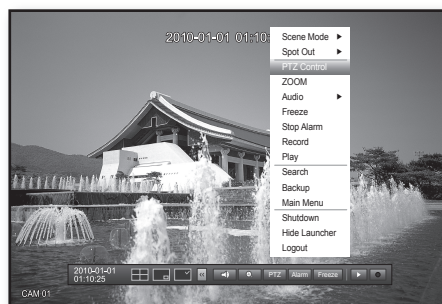 2010-01-01 01:10:
Scene Mode
Spot Out
PTZ Control
ZOOM
Audio
Freeze
Stop Alarm
Record
Play
Search
Backup
Main Menu
Shutdown
Hide Launcher
Logout
2010-01-01
01:10:25
PTZ Alarm Freeze
CAM 01